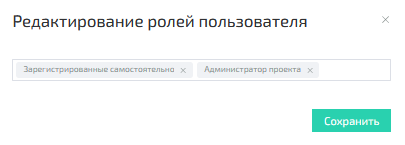 Редактирование ролей пользователя
Зарегистрированные самостоятельно Администратор проекта
Сохранить